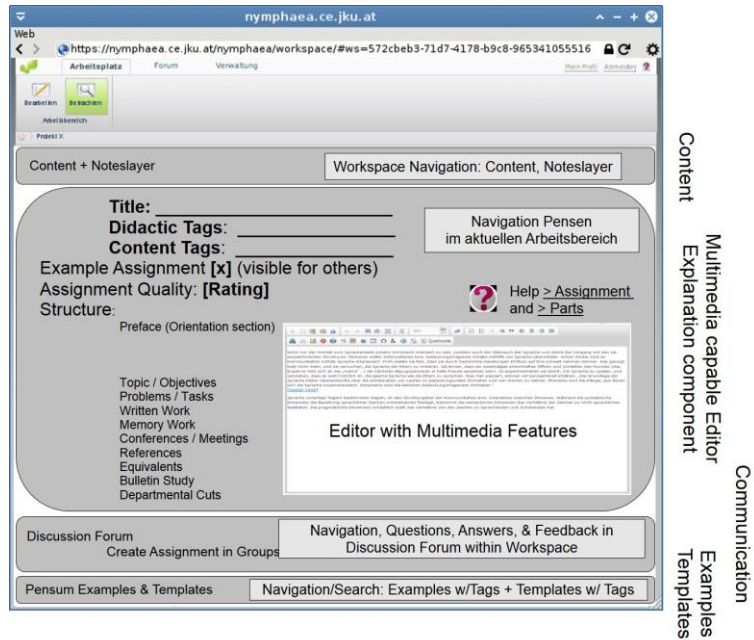 nymphaea.ce.jku.at
Web
https://nymphaea.ce.jku.at/nymphaea/workspace/#ws=572cbeb3-71d7-4178-b9c8-965341055516
Arbeitsplatz Forum Verwaltung Mein Profil Abmelden
Bearbeiten Betrachten
Arbeitsbereich
Projekt X
Content + Noteslayer
Workspace Navigation: Content, Noteslayer
Title:
Didactic Tags:
Content Tags:
Navigation Pensen
im aktuellen Arbeitsbereich
Example Assignment [x] (visible for others)
Assignment Quality: [Rating]
Help > Assignment
and > Parts
Structure:
Preface (Orientation section)
Topic / Objectives
Problems / Tasks
Written Work
Memory Work
Conferences / Meetings
References
Equivalents
Bulletin Study
Departmental Cuts
Editor with Multimedia Features
Discussion Forum
Create Assignment in Groups
Navigation, Questions, Answers, & Feedback in
Discussion Forum within Workspace
Pensum Examples & Templates
Navigation/Search: Examples w/Tags + Templates w/ Tags
Content
Multimedia capable Editor
Explanation component
Communication
Examples
Templates